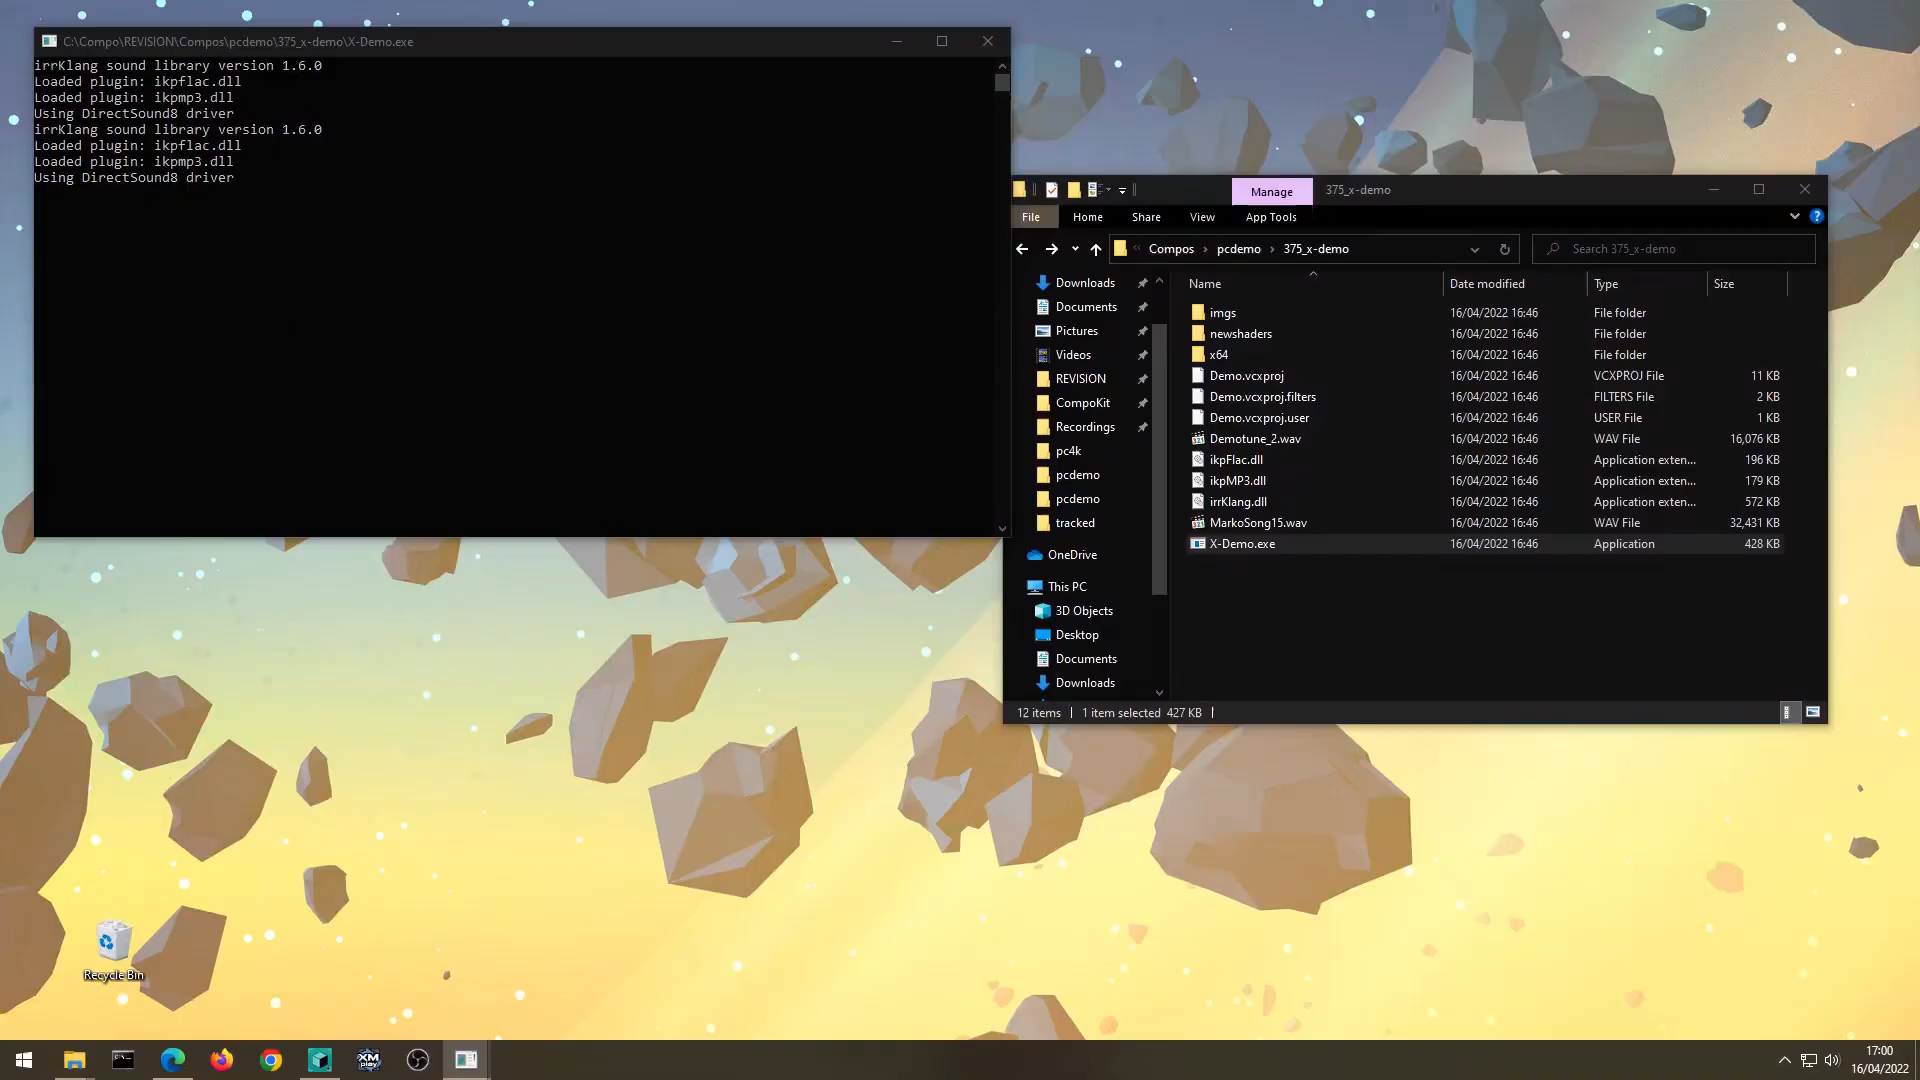 C:\Compo\REVISION\Compos\pcdemo\375_x-demo\X-Demo.exe
irrKlang sound library version 1.6.0
Loaded plugin: ikpflac.dll
Loaded plugin: ikpmp3.dll
Using DirectSound8 driver
irrKlang sound library version 1.6.0
Loaded plugin: ikpflac.dll
Loaded plugin: ikpmp3.dll
Using DirectSound8 driver
Manage 375_x-demo
File Home Share View App Tools
Compos pcdemo 375_x-demo Search 375_x-demo
Downloads
Documents
Pictures
Videos
REVISION
CompoKit
Recordings
pc4k
pcdemo
pcdemo
tracked
OneDrive
This PC
3D Objects
Desktop
Documents
Downloads
Name Date modified Type Size
imgs 16/04/2022 16:46 File folder
newshaders 16/04/2022 16:46 File folder
x64 16/04/2022 16:46 File folder
Demo.vcxproj 16/04/2022 16:46 VCXPROJ File 11 KB
Demo.vcxproj.filters 16/04/2022 16:46 FILTERS File 2 KB
Demo.vcxproj.user 16/04/2022 16:46 USER File 1 KB
Demotune_2.wav 16/04/2022 16:46 WAV File 16,076 KB
ikpFlac.dll 16/04/2022 16:46 Application exten... 196 KB
ikpMP3.dll 16/04/2022 16:46 Application exten... 179 KB
irrKlang.dll 16/04/2022 16:46 Application exten... 572 KB
MarkoSong15.wav 16/04/2022 16:46 WAV File 32,431 KB
X-Demo.exe 16/04/2022 16:46 Application 428 KB
12 items 1 item selected 427 KB
Recycle Bin
XM
play
17:00
16/04/2022